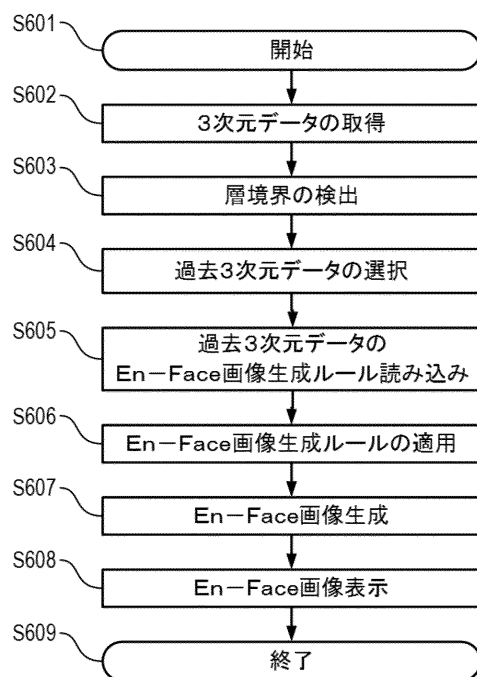 S601
開始
S602
3次元データの取得
S603
層境界の検出
S604
過去3次元データの選択
S605
過去3次元データの
En－Face画像生成ルール読み込み
S606
En－Face画像生成ルールの適用
S607
En－Face画像生成
S608
En－Face画像表示
S609
終了